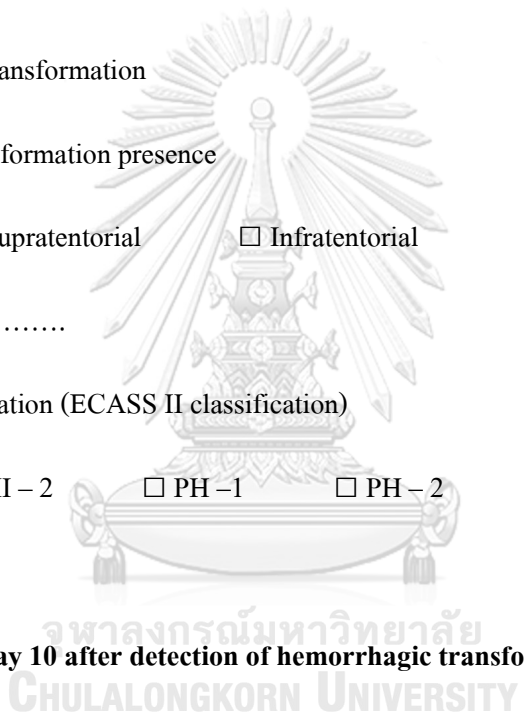 ansformation
formation presence
upratentorial ☐ Infratentorial
.......
ation (ECASS II classification)
I – 2 ☐ PH –1 ☐ PH – 2
จุฬาลงกรณ์มหาวิทยาลัย
ay 10 after detection of hemorrhagic transfo
CHULALONGKORN UNIVERSITY